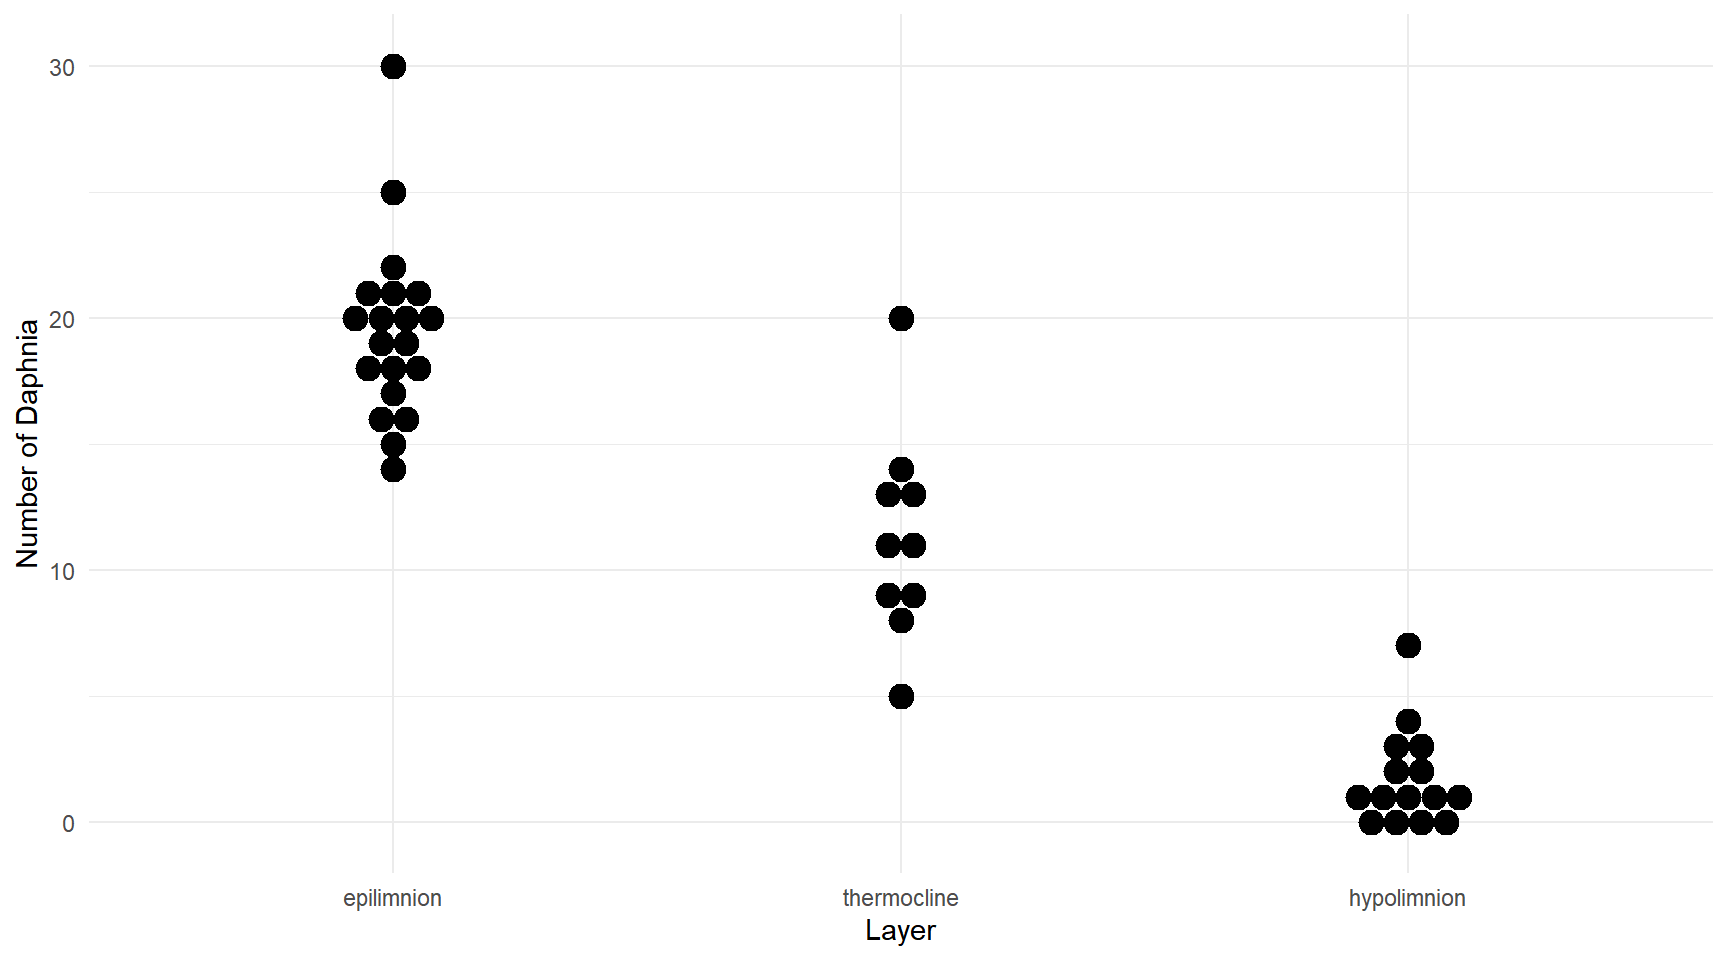 Number of Daphnia
30
20
10
0
epilimnion
thermocline
hypolimnion
Layer